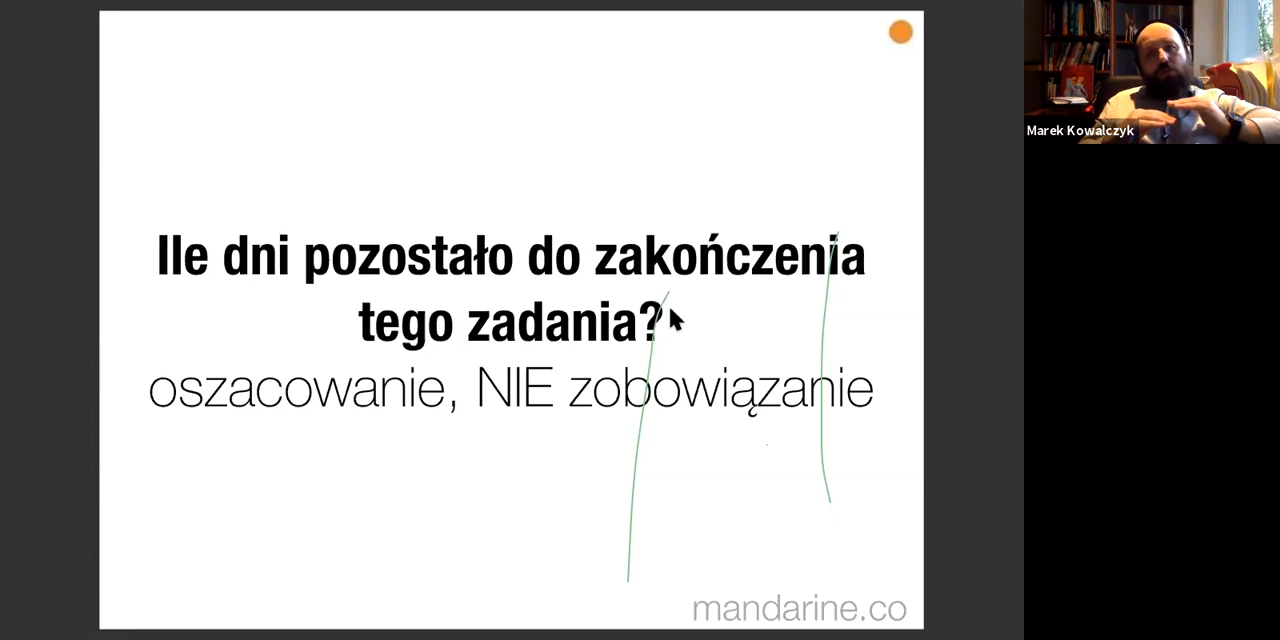 Ile dni pozostało do zakończenia
tego zadania?
oszacowanie, NIE zobowiązanie
mandarine.co
Marek Kowalczyk